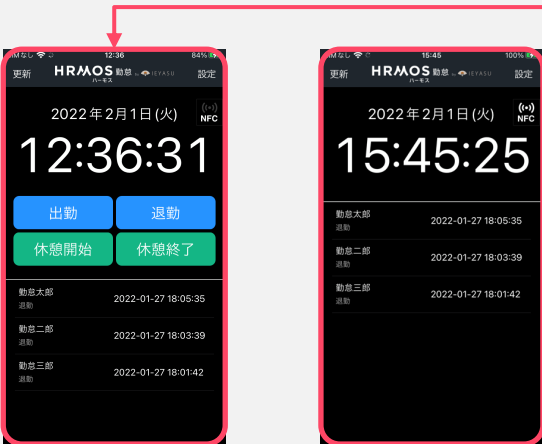 SIMなし 12:36 84%
更新 HRMOS 勤怠 by IEYASU 設定
ハーモス
2022年2月1日(火) NFC
12:36:31
出勤 退勤
休憩開始 休憩終了
勤怠太郎
退勤 2022-01-27 18:05:35
勤怠二郎
退勤 2022-01-27 18:03:39
勤怠三郎
退勤 2022-01-27 18:01:42
SIMなし 15:45 100%
更新 HRMOS 勤怠 by IEYASU 設定
ハーモス
2022年2月1日(火) NFC
15:45:25
勤怠太郎
退勤 2022-01-27 18:05:35
勤怠二郎
退勤 2022-01-27 18:03:39
勤怠三郎
退勤 2022-01-27 18:01:42